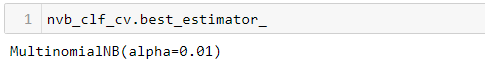 1 nvb_clf_cv.best_estimator_
MultinomialNB(alpha=0.01)